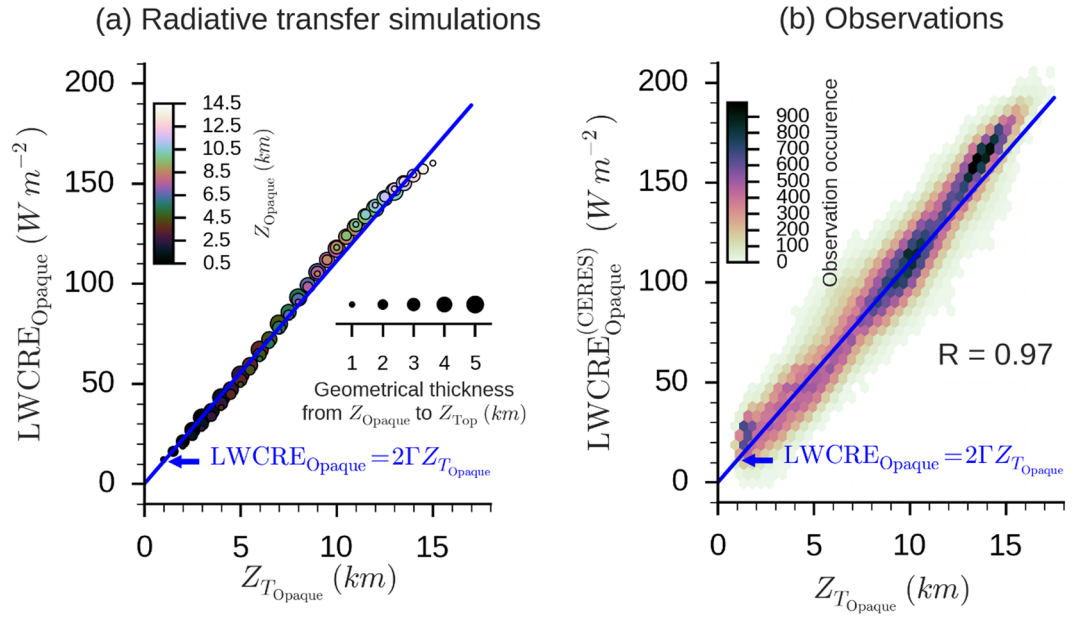 (a) Radiative transfer simulations
LWCRE_Opaque (W m^−2)
200
150
100
50
0
0 5 10 15
Z_T_Opaque (km)
14.5
12.5
10.5
8.5
6.5
4.5
2.5
0.5
Z_Opaque (km)
1 2 3 4 5
Geometrical thickness
from Z_Opaque to Z_Top (km)
LWCRE_Opaque =2ΓZ_T_Opaque
(b) Observations
LWCRE_Opaque^(CERES) (W m^−2)
200
150
100
50
0
0 5 10 15
Z_T_Opaque (km)
900
800
700
600
500
400
300
200
100
0
Observation occurence
R = 0.97
LWCRE_Opaque =2ΓZ_T_Opaque